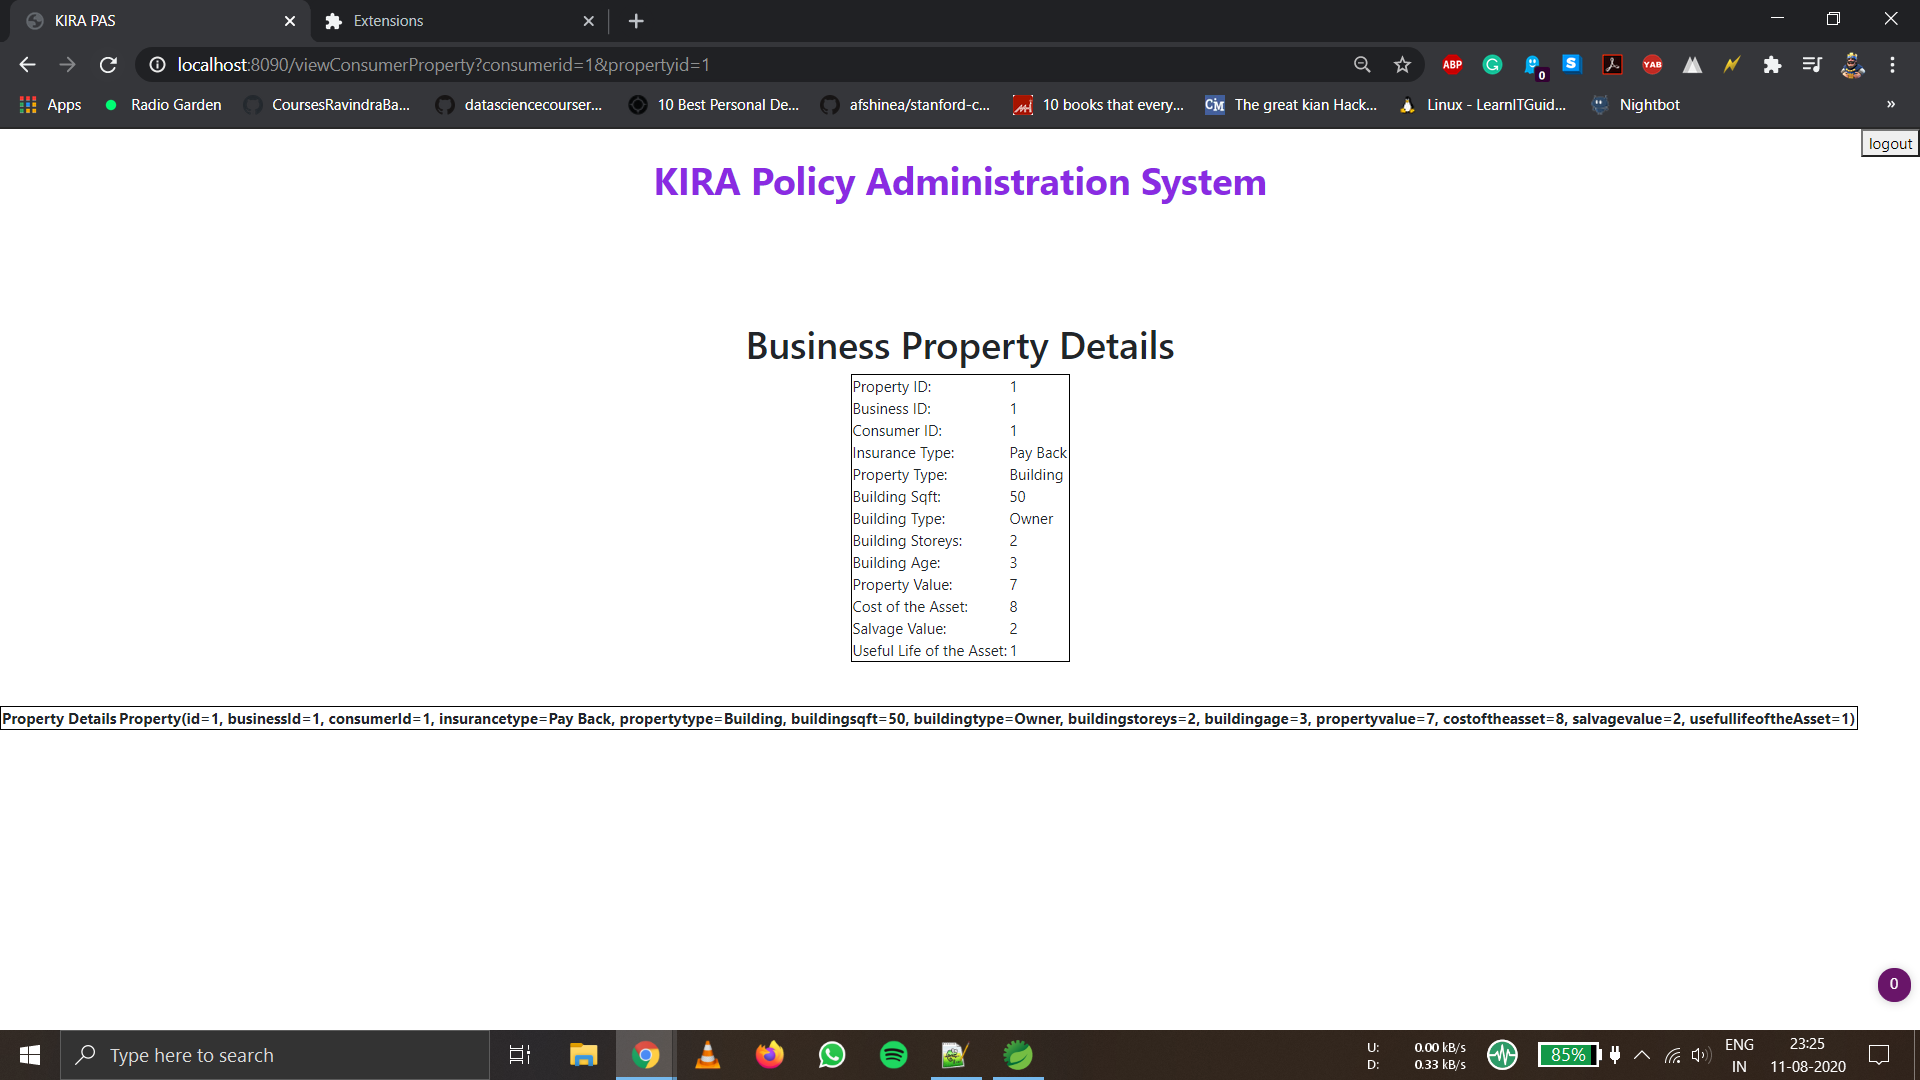 KIRA PAS
Extensions
localhost:8090/viewConsumerProperty?consumerid=1&propertyid=1
ABP
0
S
YAB
Apps
Radio Garden
CoursesRavindraBa...
datasciencecourser...
10 Best Personal De...
afshinea/stanford-c...
10 books that every...
CM
The great kian Hack...
Linux - LearnITGuid...
Nightbot
»
logout
KIRA Policy Administration System
Business Property Details
Property ID: 1
Business ID: 1
Consumer ID: 1
Insurance Type: Pay Back
Property Type: Building
Building Sqft: 50
Building Type: Owner
Building Storeys: 2
Building Age: 3
Property Value: 7
Cost of the Asset: 8
Salvage Value: 2
Useful Life of the Asset: 1
Property Details Property(id=1, businessId=1, consumerId=1, insurancetype=Pay Back, propertytype=Building, buildingsqft=50, buildingtype=Owner, buildingstoreys=2, buildingage=3, propertyvalue=7, costoftheasset=8, salvagevalue=2, usefullifeoftheAsset=1)
0
Type here to search
U: 0.00 kB/s
D: 0.33 kB/s
85%
ENG
IN
23:25
11-08-2020